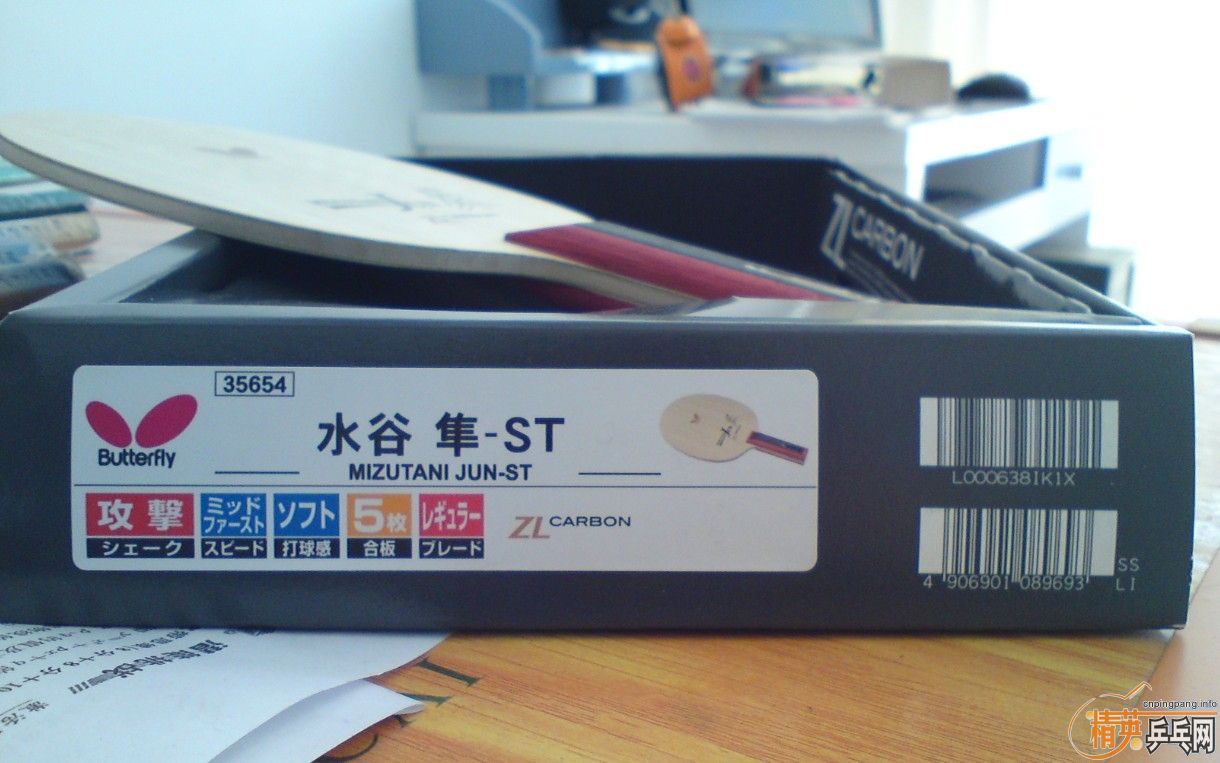 ZL CARBON
35654
Butterfly
水谷 隼-ST
MIZUTANI JUN-ST
攻撃
シェーク
ミッド
ファースト
スピード
ソフト
打球感
5枚
合板
レギュラー
ブレード
ZL CARBON
L0006381K1X
4 906901 089693
SS
LI
cnpingpang.info
精英乒乓网